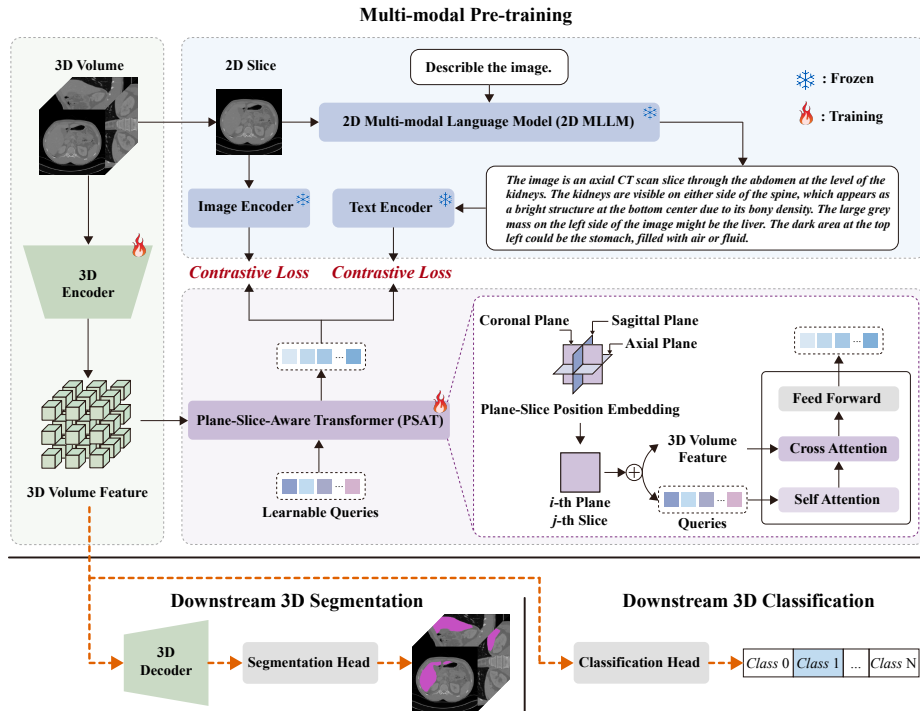 Multi-modal Pre-training
3D Volume
2D Slice
Describle the image.
: Frozen
: Training
2D Multi-modal Language Model (2D MLLM)
The image is an axial CT scan slice through the abdomen at the level of the
kidneys. The kidneys are visible on either side of the spine, which appears as
a bright structure at the bottom center due to its bony density. The large grey
mass on the left side of the image might be the liver. The dark area at the top
left could be the stomach, filled with air or fluid.
Image Encoder
Text Encoder
3D
Encoder
Contrastive Loss
Contrastive Loss
3D Volume Feature
...
Plane-Slice-Aware Transformer (PSAT)
...
Learnable Queries
Coronal Plane
Sagittal Plane
Axial Plane
Plane-Slice Position Embedding
i-th Plane
j-th Slice
3D Volume
Feature
...
Queries
...
Feed Forward
Cross Attention
Self Attention
Downstream 3D Segmentation
3D
Decoder
Segmentation Head
Downstream 3D Classification
Classification Head
Class 0 Class 1 ... Class N